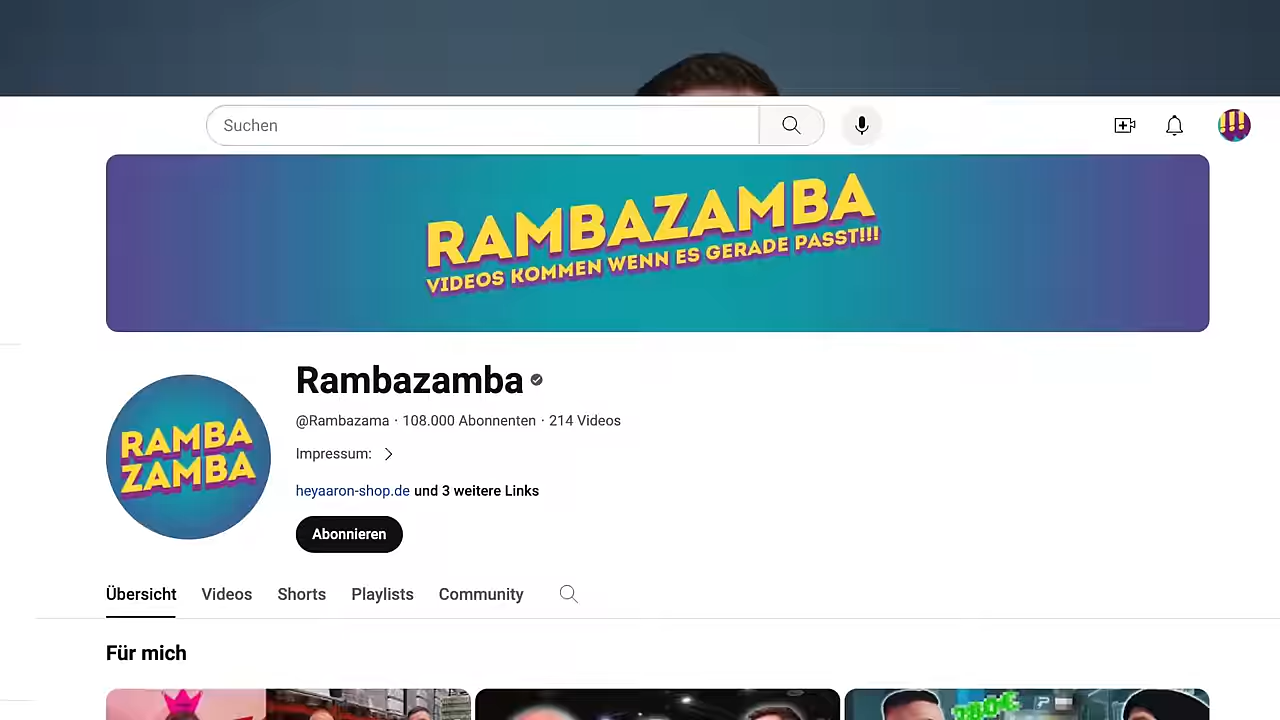 Suchen
RAMBAZAMBA
VIDEOS KOMMEN WENN ES GERADE PASST!!!
RAMBA
ZAMBA
Rambazamba
@Rambazama · 108.000 Abonnenten · 214 Videos
Impressum:
heyaaron-shop.de und 3 weitere Links
Abonnieren
Übersicht Videos Shorts Playlists Community
Für mich